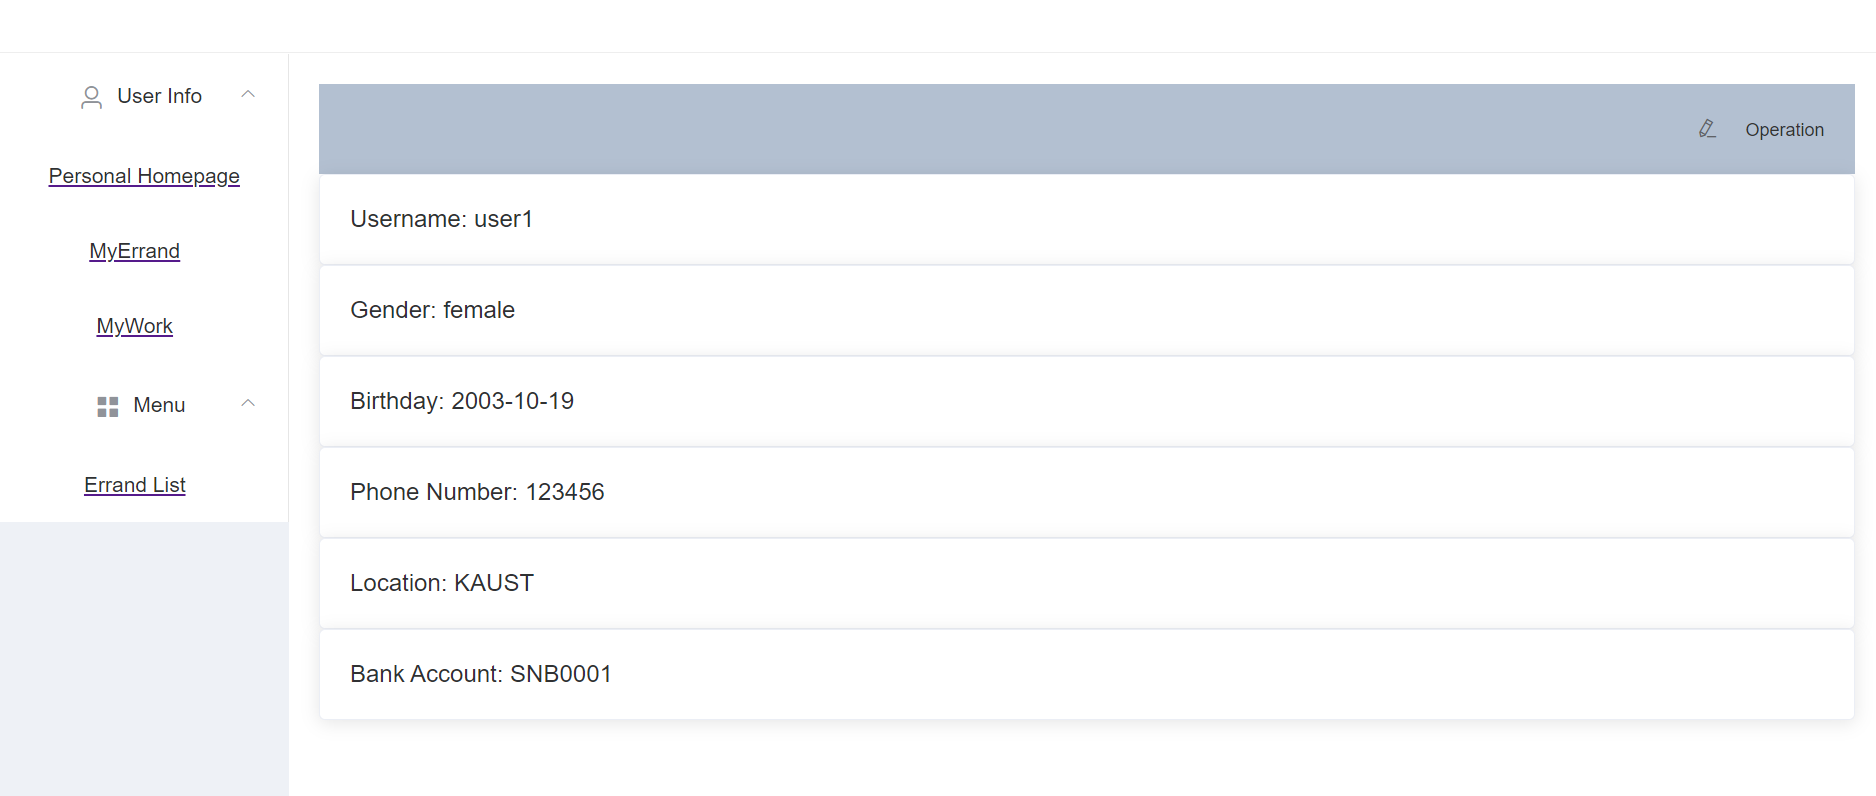 User Info
Personal Homepage
MyErrand
MyWork
Menu
Errand List
Operation
Username: user1
Gender: female
Birthday: 2003-10-19
Phone Number: 123456
Location: KAUST
Bank Account: SNB0001